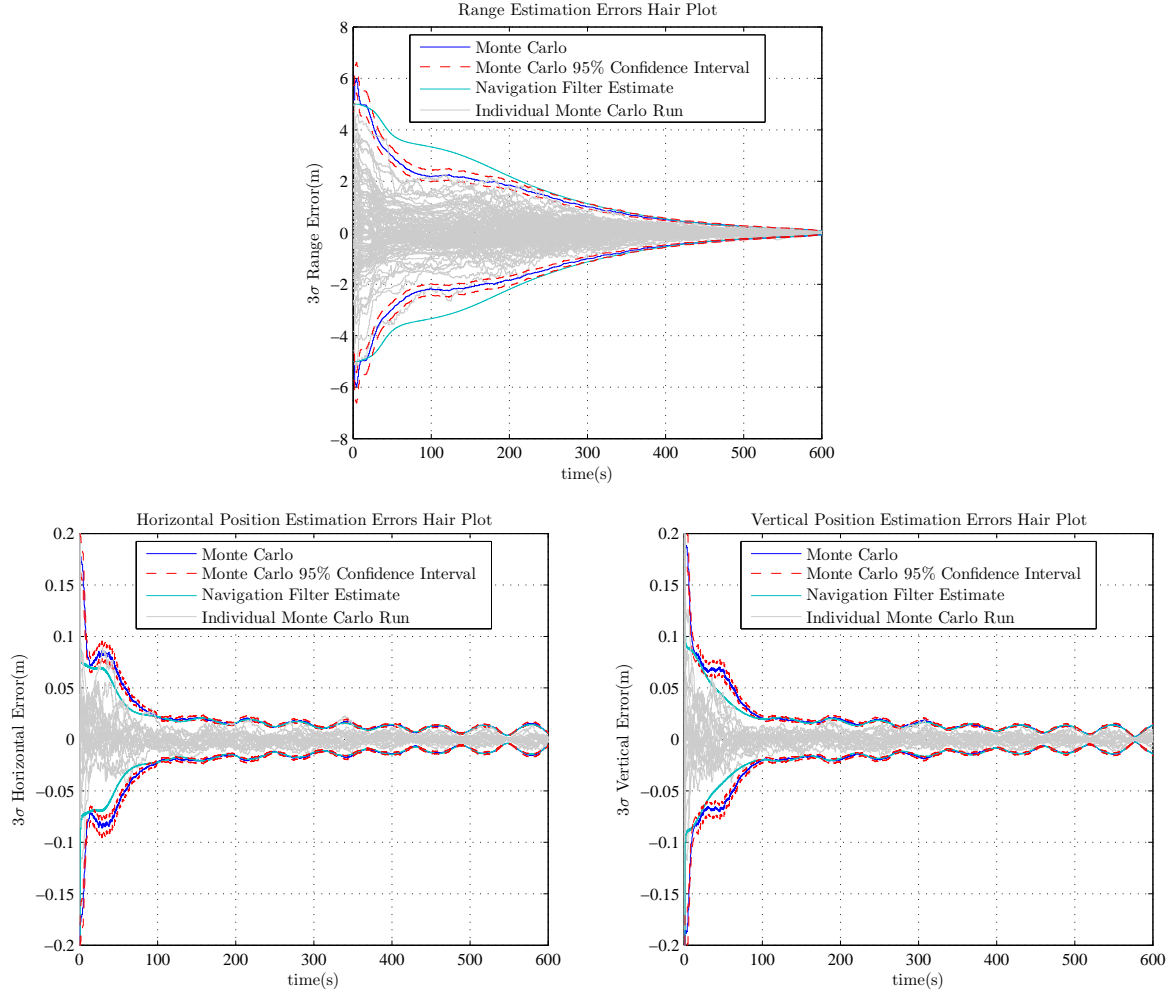 Range Estimation Errors Hair Plot
8
6
4
2
0
−2
−4
−6
−8
3σ Range Error(m)
Monte Carlo
Monte Carlo 95% Confidence Interval
Navigation Filter Estimate
Individual Monte Carlo Run
0 100 200 300 400 500 600
time(s)
Horizontal Position Estimation Errors Hair Plot
0.2
0.15
0.1
0.05
0
−0.05
−0.1
−0.15
−0.2
3σ Horizontal Error(m)
Monte Carlo
Monte Carlo 95% Confidence Interval
Navigation Filter Estimate
Individual Monte Carlo Run
0 100 200 300 400 500 600
time(s)
Vertical Position Estimation Errors Hair Plot
0.2
0.15
0.1
0.05
0
−0.05
−0.1
−0.15
−0.2
3σ Vertical Error(m)
Monte Carlo
Monte Carlo 95% Confidence Interval
Navigation Filter Estimate
Individual Monte Carlo Run
0 100 200 300 400 500 600
time(s)